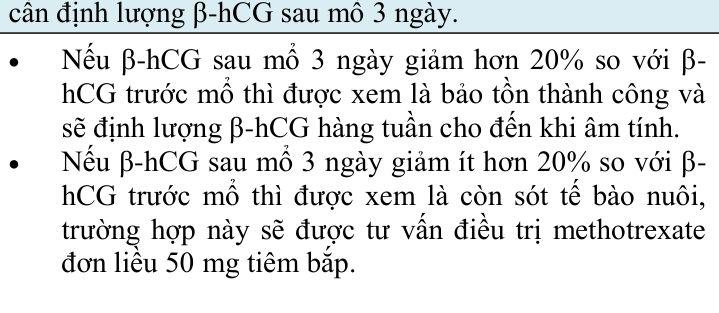 cần định lượng β-hCG sau mổ 3 ngày.
• Nếu β-hCG sau mổ 3 ngày giảm hơn 20% so với β-
hCG trước mổ thì được xem là bảo tồn thành công và
sẽ định lượng β-hCG hàng tuần cho đến khi âm tính.
• Nếu β-hCG sau mổ 3 ngày giảm ít hơn 20% so với β-
hCG trước mổ thì được xem là còn sót tế bào nuôi,
trường hợp này sẽ được tư vấn điều trị methotrexate
đơn liều 50 mg tiêm bắp.